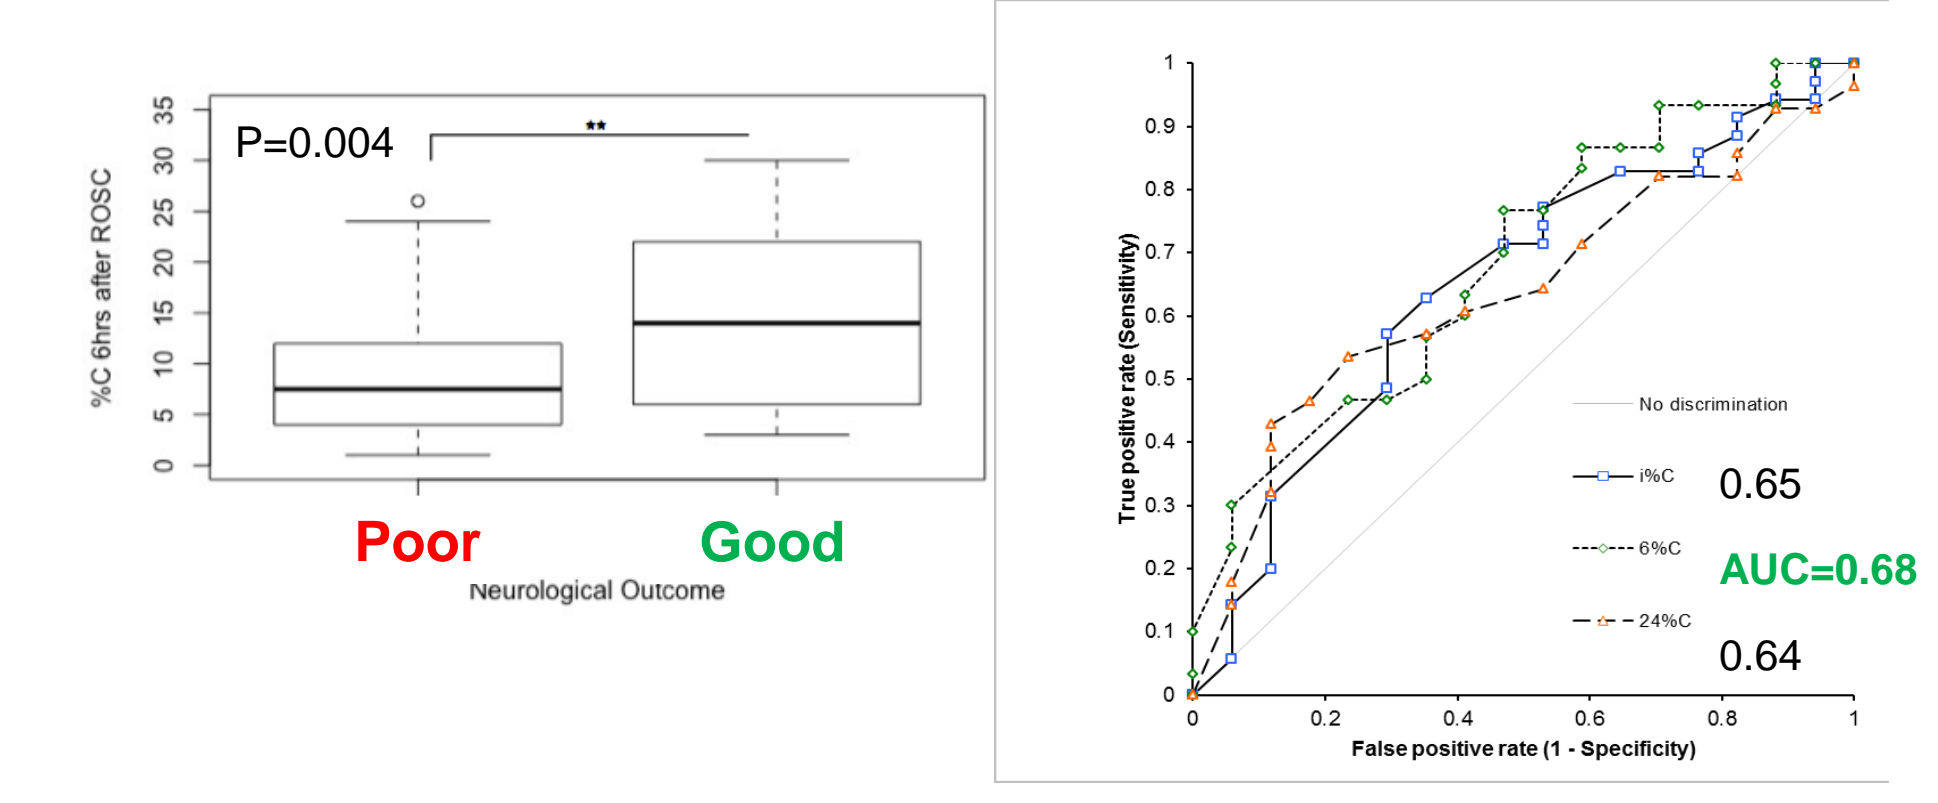 P=0.004
**
%C 6hrs after ROSC
35
30
25
20
15
10
5
0
Poor
Good
Neurological Outcome
True positive rate (Sensitivity)
1
0.9
0.8
0.7
0.6
0.5
0.4
0.3
0.2
0.1
0
0 0.2 0.4 0.6 0.8 1
False positive rate (1 - Specificity)
No discrimination
i%C 0.65
6%C AUC=0.68
24%C 0.64